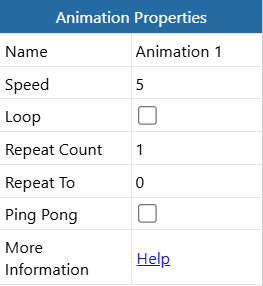 Animation Properties
Name Animation 1
Speed 5
Loop
Repeat Count 1
Repeat To 0
Ping Pong
More
Information Help